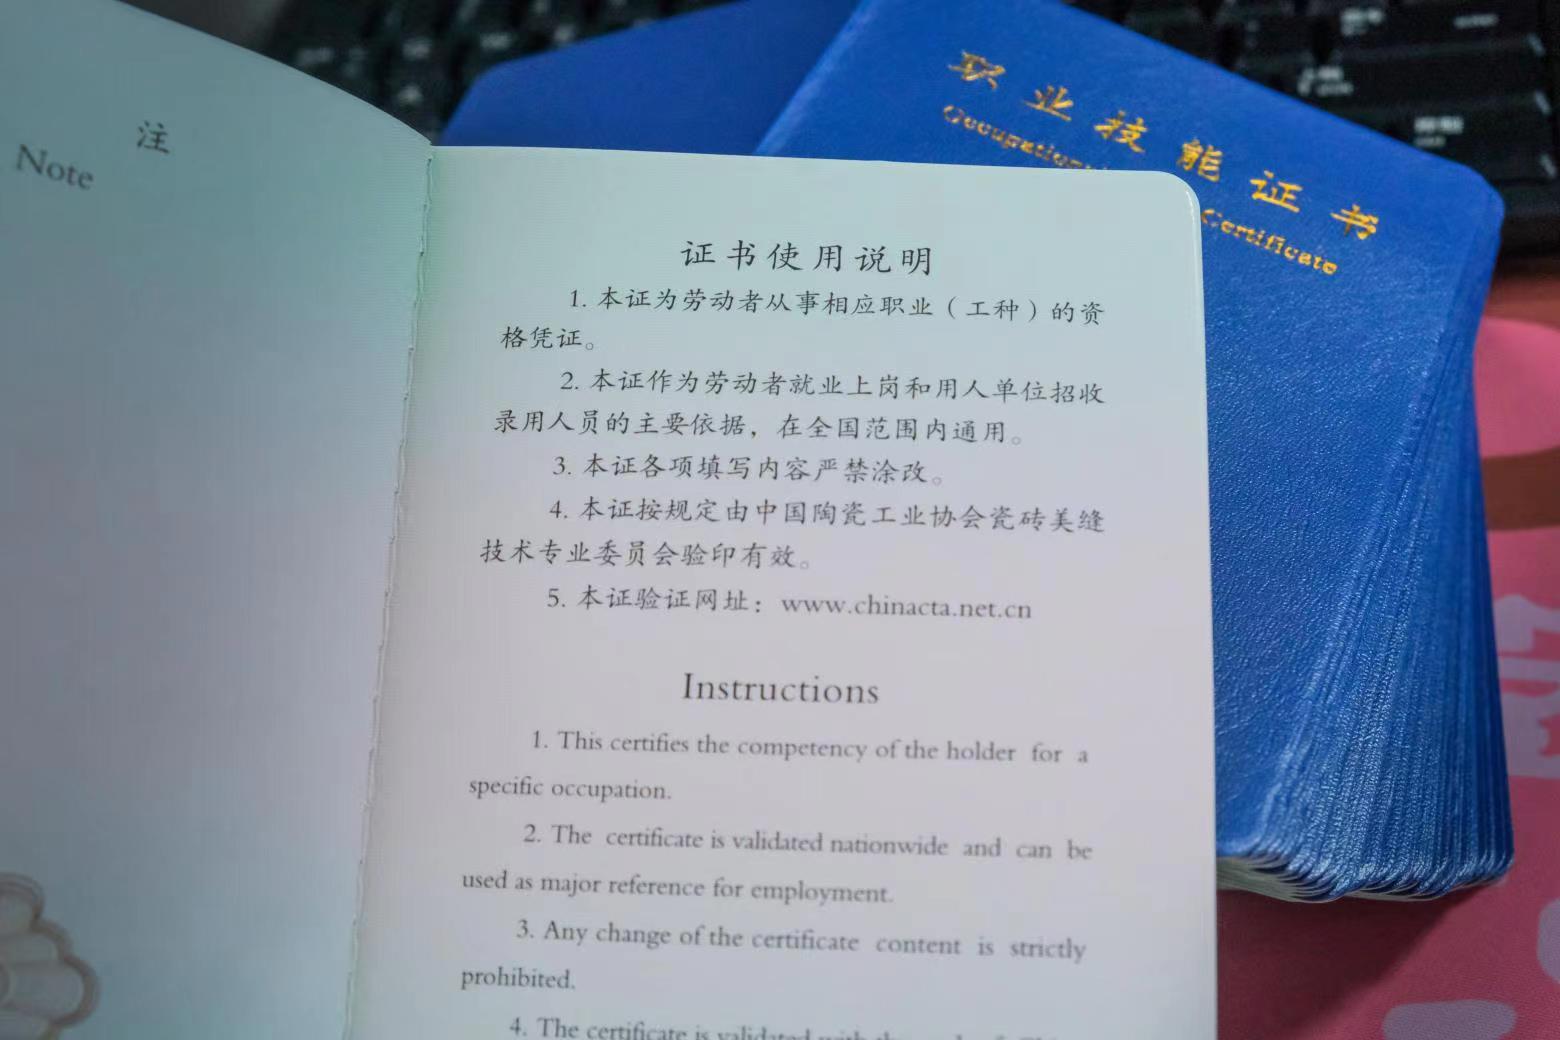 注
Note
职业技能证书
Occupational
Certificate
证书使用说明
1. 本证为劳动者从事相应职业（工种）的资
格凭证。
2. 本证作为劳动者就业上岗和用人单位招收
录用人员的主要依据，在全国范围内通用。
3. 本证各项填写内容严禁涂改。
4. 本证按规定由中国陶瓷工业协会瓷砖美缝
技术专业委员会验印有效。
5. 本证验证网址：www.chinacta.net.cn
Instructions
1. This certifies the competency of the holder for a
specific occupation.
2. The certificate is validated nationwide and can be
used as major reference for employment.
3. Any change of the certificate content is strictly
prohibited.
4. The certificate is validated with the